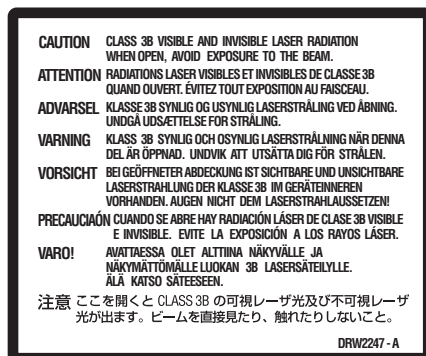 CAUTION CLASS 3B VISIBLE AND INVISIBLE LASER RADIATION
WHEN OPEN, AVOID EXPOSURE TO THE BEAM.
ATTENTION RADIATIONS LASER VISIBLES ET INVISIBLES DE CLASSE 3B
QUAND OUVERT. ÉVITEZ TOUT EXPOSITION AU FAISCEAU.
ADVARSEL KLASSE 3B SYNLIG OG USYNLIG LASERSTRÅLING VED ÅBNING.
UNDGÅ UDSÆTTELSE FOR STRÅLING.
VARNING KLASS 3B SYNLIG OCH OSYNLIG LASERSTRÅLNING NÄR DENNA
DEL ÄR ÖPPNAD. UNDVIK ATT UTSÄTTA DIG FÖR STRÅLEN.
VORSICHT BEI GEÖFFNETER ABDECKUNG IST SICHTBARE UND UNSICHTBARE
LASERSTRAHLUNG DER KLASSE 3B IM GERÄTEINNEREN
VORHANDEN. AUGEN NICHT DEM LASERSTRAHLAUSSETZEN!
PRECAUCIAÓN CUANDO SE ABRE HAY RADIACIÓN LÁSER DE CLASE 3B VISIBLE
E INVISIBLE. EVITE LA EXPOSICIÓN A LOS RAYOS LÁSER.
VARO! AVATTAESSA OLET ALTTIINA NÄKYVÄLLE JA
NÄKYMÄTTÖMÄLLE LUOKAN 3B LASERSÄTEILYLLE.
ÄLÄ KATSO SÄTEESEEN.
注意 ここを開くと CLASS 3B の可視レーザ光及び不可視レーザ
光が出ます。ビームを直接見たり、触れたりしないこと。
DRW2247 - A